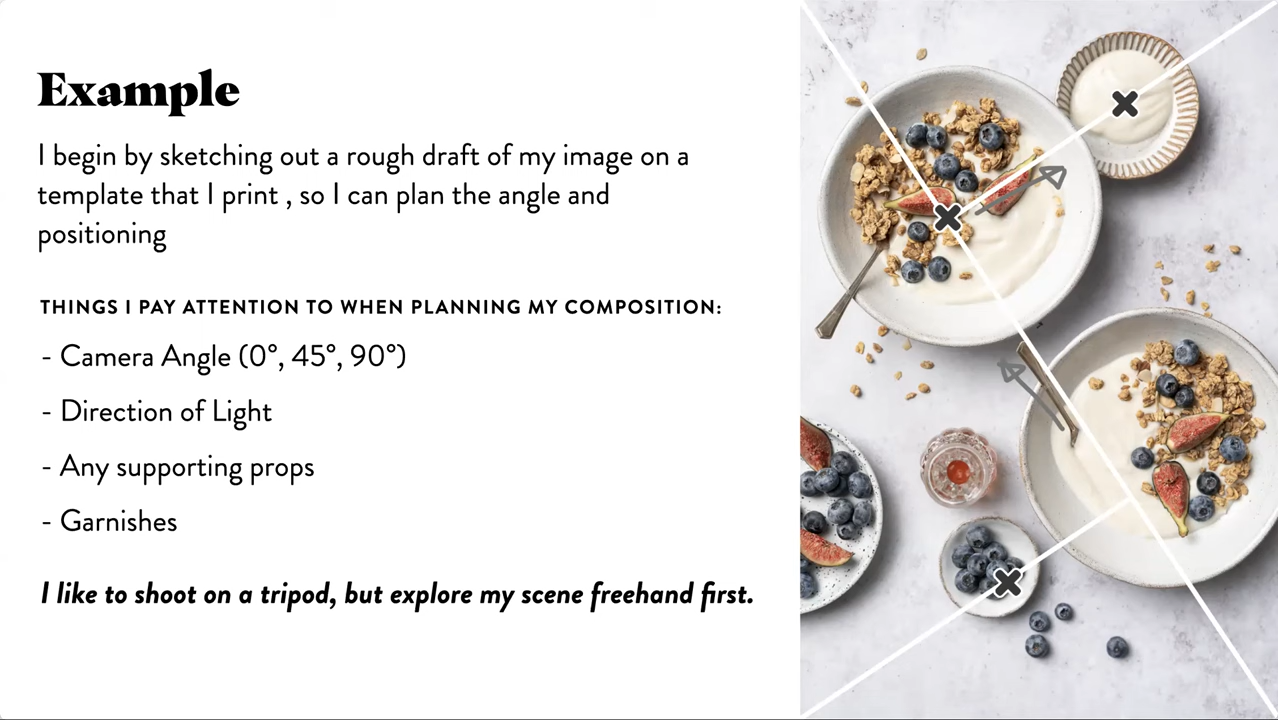 Example
I begin by sketching out a rough draft of my image on a
template that I print , so I can plan the angle and
positioning
THINGS I PAY ATTENTION TO WHEN PLANNING MY COMPOSITION:
- Camera Angle (0°, 45°, 90°)
- Direction of Light
- Any supporting props
- Garnishes
I like to shoot on a tripod, but explore my scene freehand first.